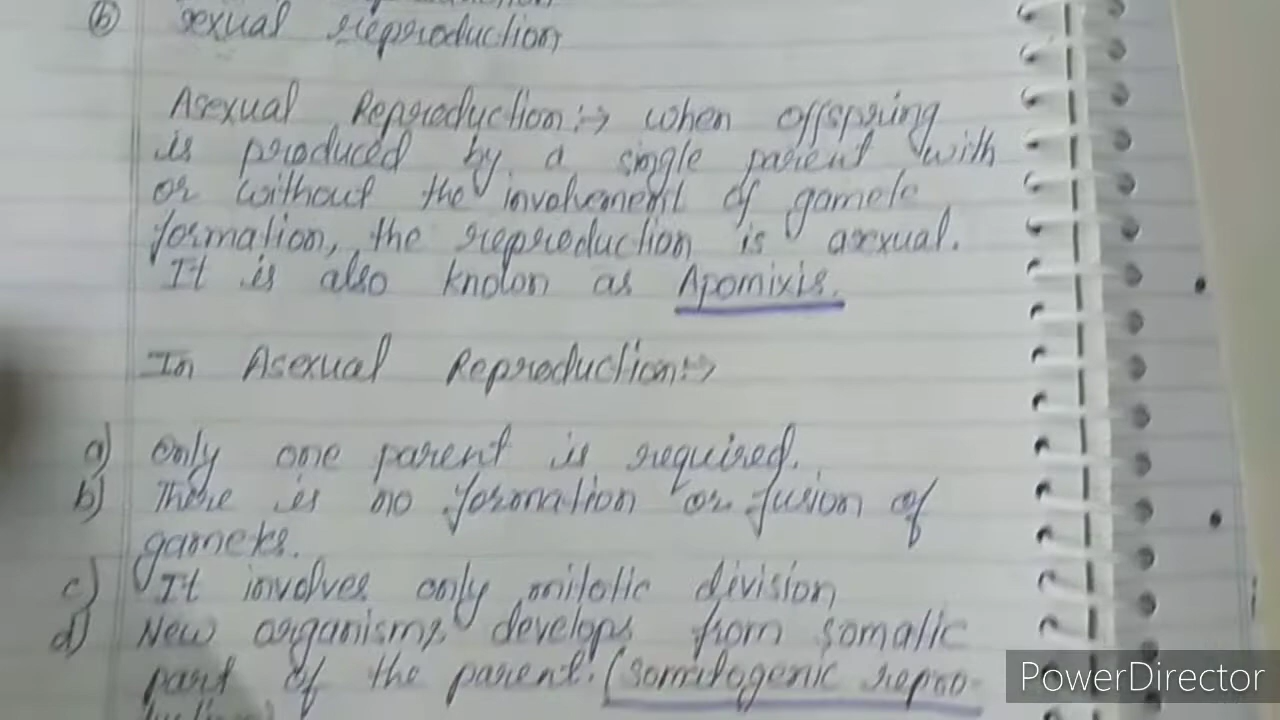 (b) sexual reproduction
Asexual Reproduction:→ when offspring
is produced by a single parent with
or without the involvement of gamete
formation, the reproduction is asexual.
It is also known as Apomixis.
In Asexual Reproduction:→
a) Only one parent is required.
b) There is no formation or fusion of
gametes.
c) It involves only mitotic division
d) New organisms develops from somatic
part of the parent. (Somatogenic repro-
PowerDirector